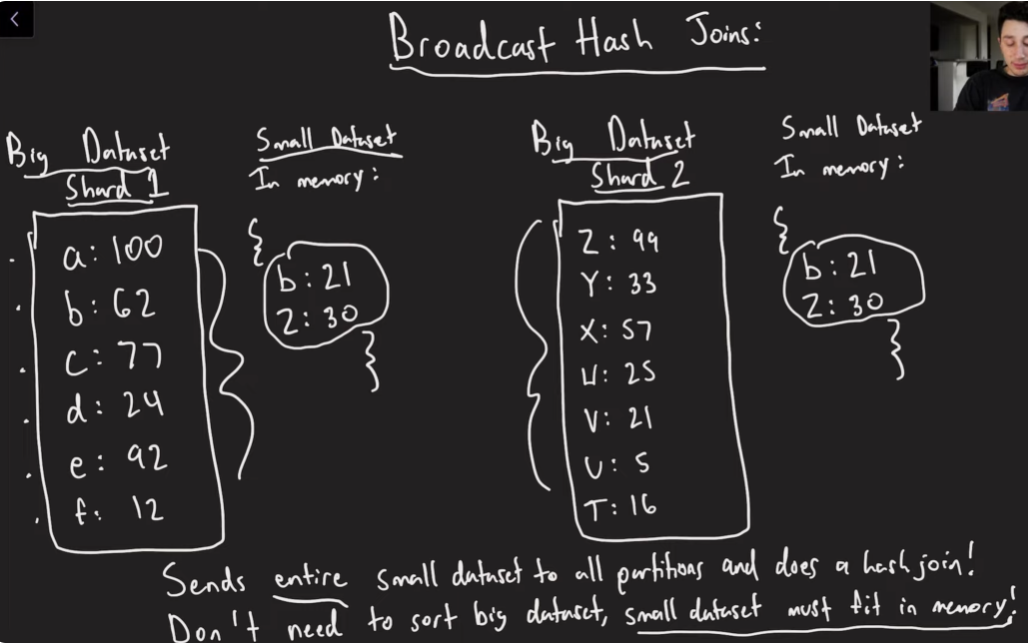 Broadcast Hash Joins:
Big Dataset
Shard 1
a: 100
b: 62
c: 77
d: 24
e: 92
f: 12
Small Dataset
In memory:
{
b: 21
Z: 30
}
Big Dataset
Shard 2
Z: 99
Y: 33
X: 57
W: 25
V: 21
U: 5
T: 16
Small Dataset
In memory:
{
b: 21
Z: 30
}
Sends entire small dataset to all partitions and does a hash join!
Don't need to sort big dataset, small dataset must fit in memory!